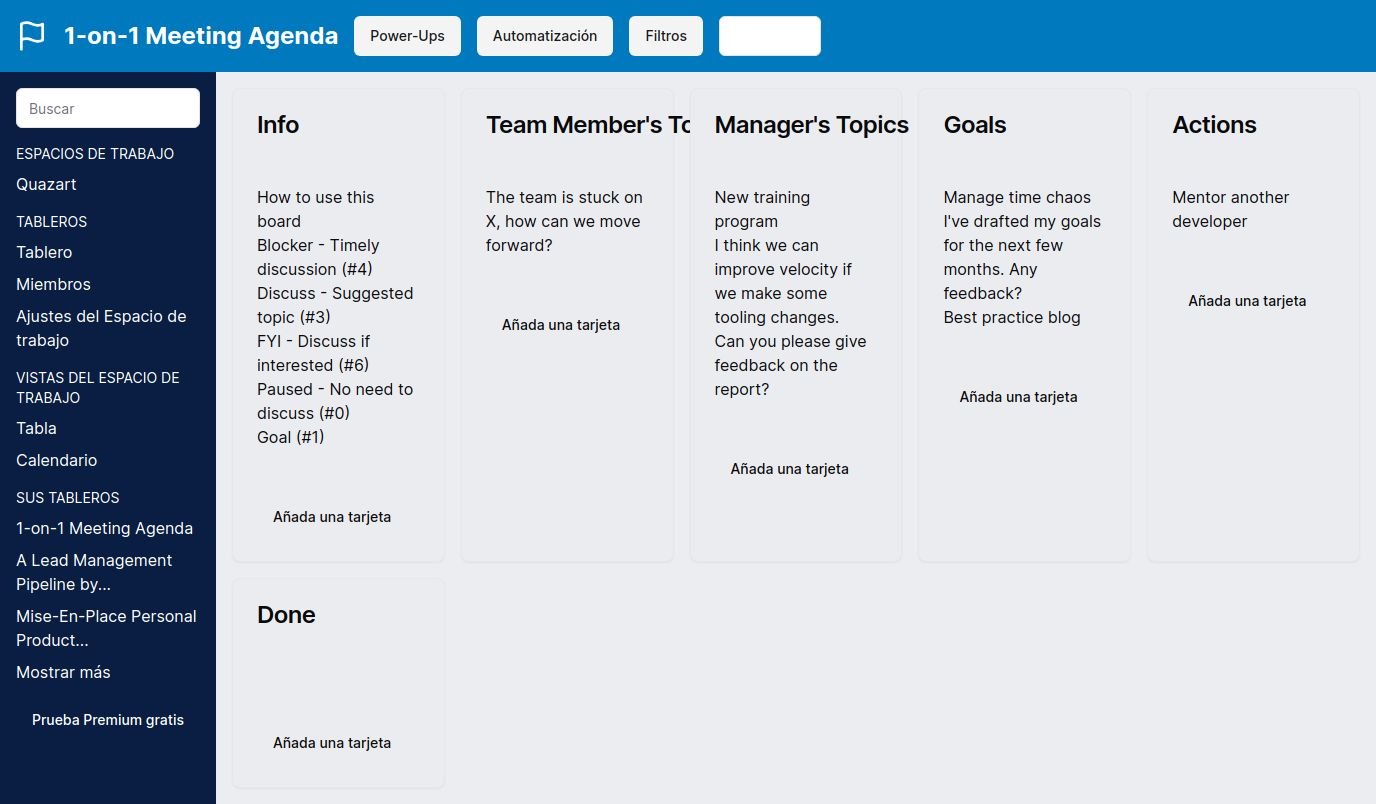 1-on-1 Meeting Agenda
Power-Ups
Automatización
Filtros
Buscar
ESPACIOS DE TRABAJO
Quazart
TABLEROS
Tablero
Miembros
Ajustes del Espacio de
trabajo
VISTAS DEL ESPACIO DE
TRABAJO
Tabla
Calendario
SUS TABLEROS
1-on-1 Meeting Agenda
A Lead Management
Pipeline by...
Mise-En-Place Personal
Product...
Mostrar más
Prueba Premium gratis
Info
How to use this
board
Blocker - Timely
discussion (#4)
Discuss - Suggested
topic (#3)
FYI - Discuss if
interested (#6)
Paused - No need to
discuss (#0)
Goal (#1)
Añada una tarjeta
Team Member's
The team is stuck on
X, how can we move
forward?
Añada una tarjeta
Manager's Topics
New training
program
I think we can
improve velocity if
we make some
tooling changes.
Can you please give
feedback on the
report?
Añada una tarjeta
Goals
Manage time chaos
I've drafted my goals
for the next few
months. Any
feedback?
Best practice blog
Añada una tarjeta
Actions
Mentor another
developer
Añada una tarjeta
Done
Añada una tarjeta